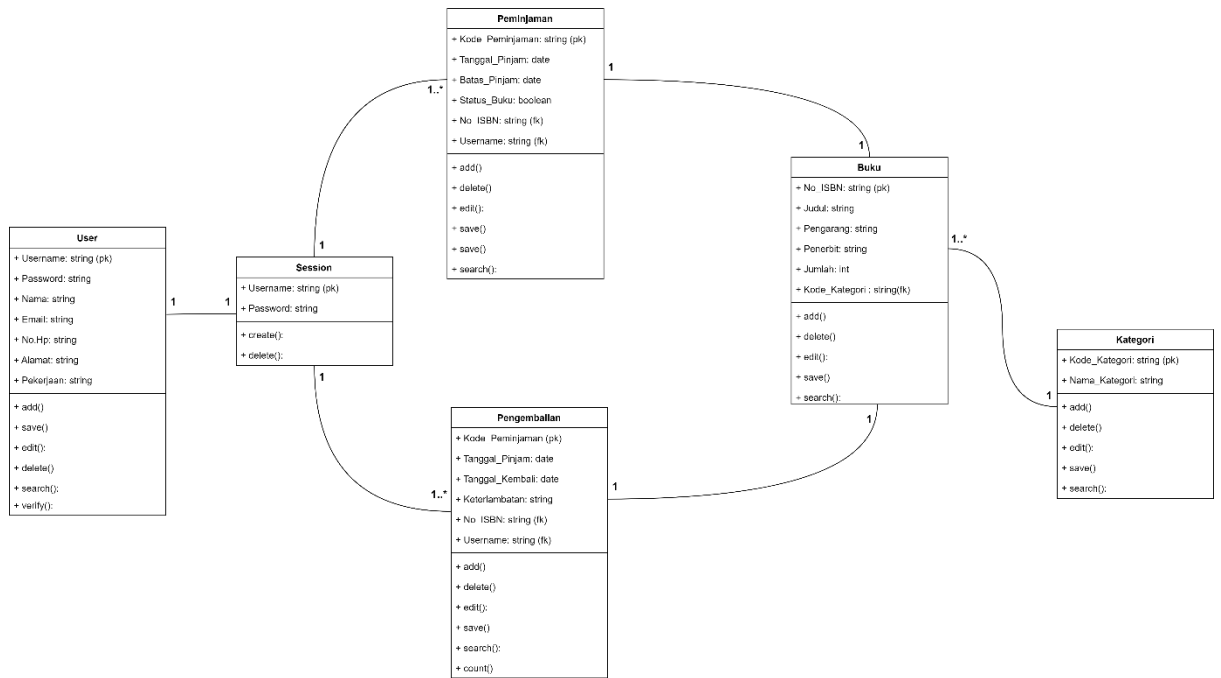 User
+ Username: string (pk)
+ Password: string
+ Nama: string
+ Email: string
+ No.Hp: string
+ Alamat: string
+ Pekerjaan: string
+ add()
+ save()
+ edit():
+ delete()
+ search():
+ verify():
1
1
Session
+ Username: string (pk)
+ Password: string
+ create():
+ delete():
1
1..*
1
1..*
Peminjaman
+ Kode_Peminjaman: string (pk)
+ Tanggal_Pinjam: date
+ Batas_Pinjam: date
+ Status_Buku: boolean
+ No_ISBN: string (fk)
+ Username: string (fk)
+ add()
+ delete()
+ edit():
+ save()
+ save()
+ search():
1
1
Pengembalian
+ Kode_Peminjaman (pk)
+ Tanggal_Pinjam: date
+ Tanggal_Kembali: date
+ Keterlambatan: string
+ No_ISBN: string (fk)
+ Username: string (fk)
+ add()
+ delete()
+ edit():
+ save()
+ search():
+ count()
1
1
Buku
+ No_ISBN: string (pk)
+ Judul: string
+ Pengarang: string
+ Penerbit: string
+ Jumlah: int
+ Kode_Kategori : string(fk)
+ add()
+ delete()
+ edit():
+ save()
+ search():
1..*
1
Kategori
+ Kode_Kategori: string (pk)
+ Nama_Kategori: string
+ add()
+ delete()
+ edit():
+ save()
+ search():